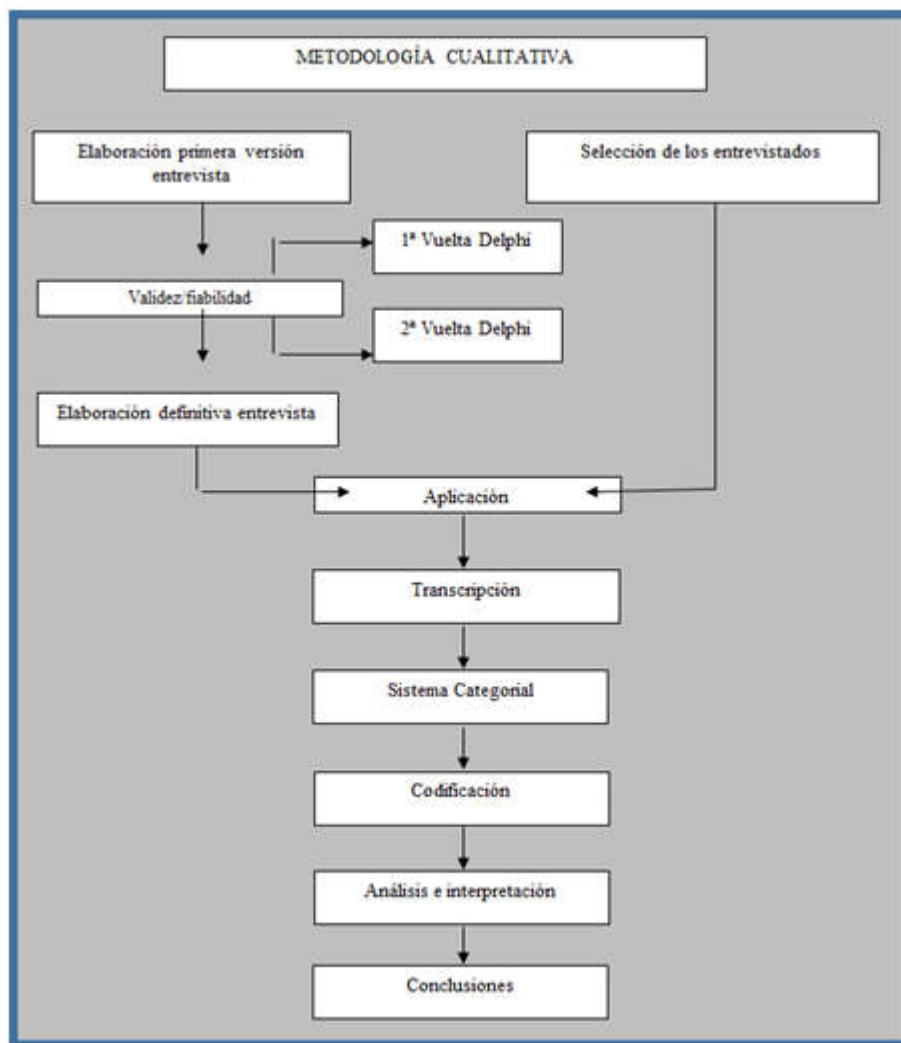 METODOLOGÍA CUALITATIVA
Elaboración primera versión
entrevista
Selección de los entrevistados
1ª Vuelta Delphi
Validez/fiabilidad
2ª Vuelta Delphi
Elaboración definitiva entrevista
Aplicación
Transcripción
Sistema Categorial
Codificación
Análisis e interpretación
Conclusiones